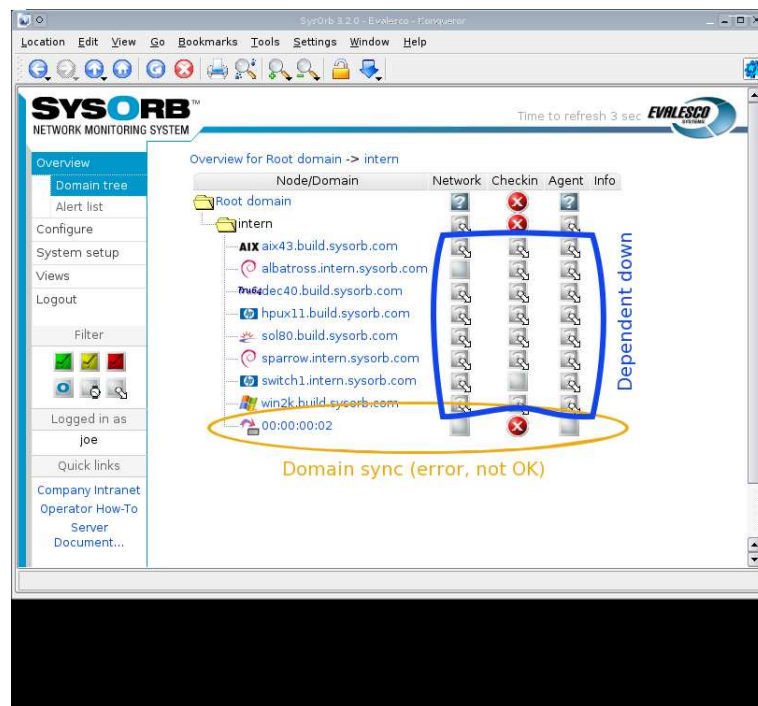 SysOrb 3.2.0 - Evalesco - Konqueror
Location Edit View Go Bookmarks Tools Settings Window Help
SYSORB™
NETWORK MONITORING SYSTEM
Time to refresh 3 sec
EVALESCO
SYSTEMS
Overview
Domain tree
Alert list
Configure
System setup
Views
Logout
Filter
Logged in as
joe
Quick links
Company Intranet
Operator How-To
Server
Document...
Overview for Root domain -> intern
Node/Domain Network Checkin Agent Info
Root domain
intern
AIX aix43.build.sysorb.com
albatross.intern.sysorb.com
Tru64 dec40.build.sysorb.com
hp hpux11.build.sysorb.com
sol80.build.sysorb.com
sparrow.intern.sysorb.com
hp switch1.intern.sysorb.com
win2k.build.sysorb.com
00:00:00:02
Dependent down
Domain sync (error, not OK)